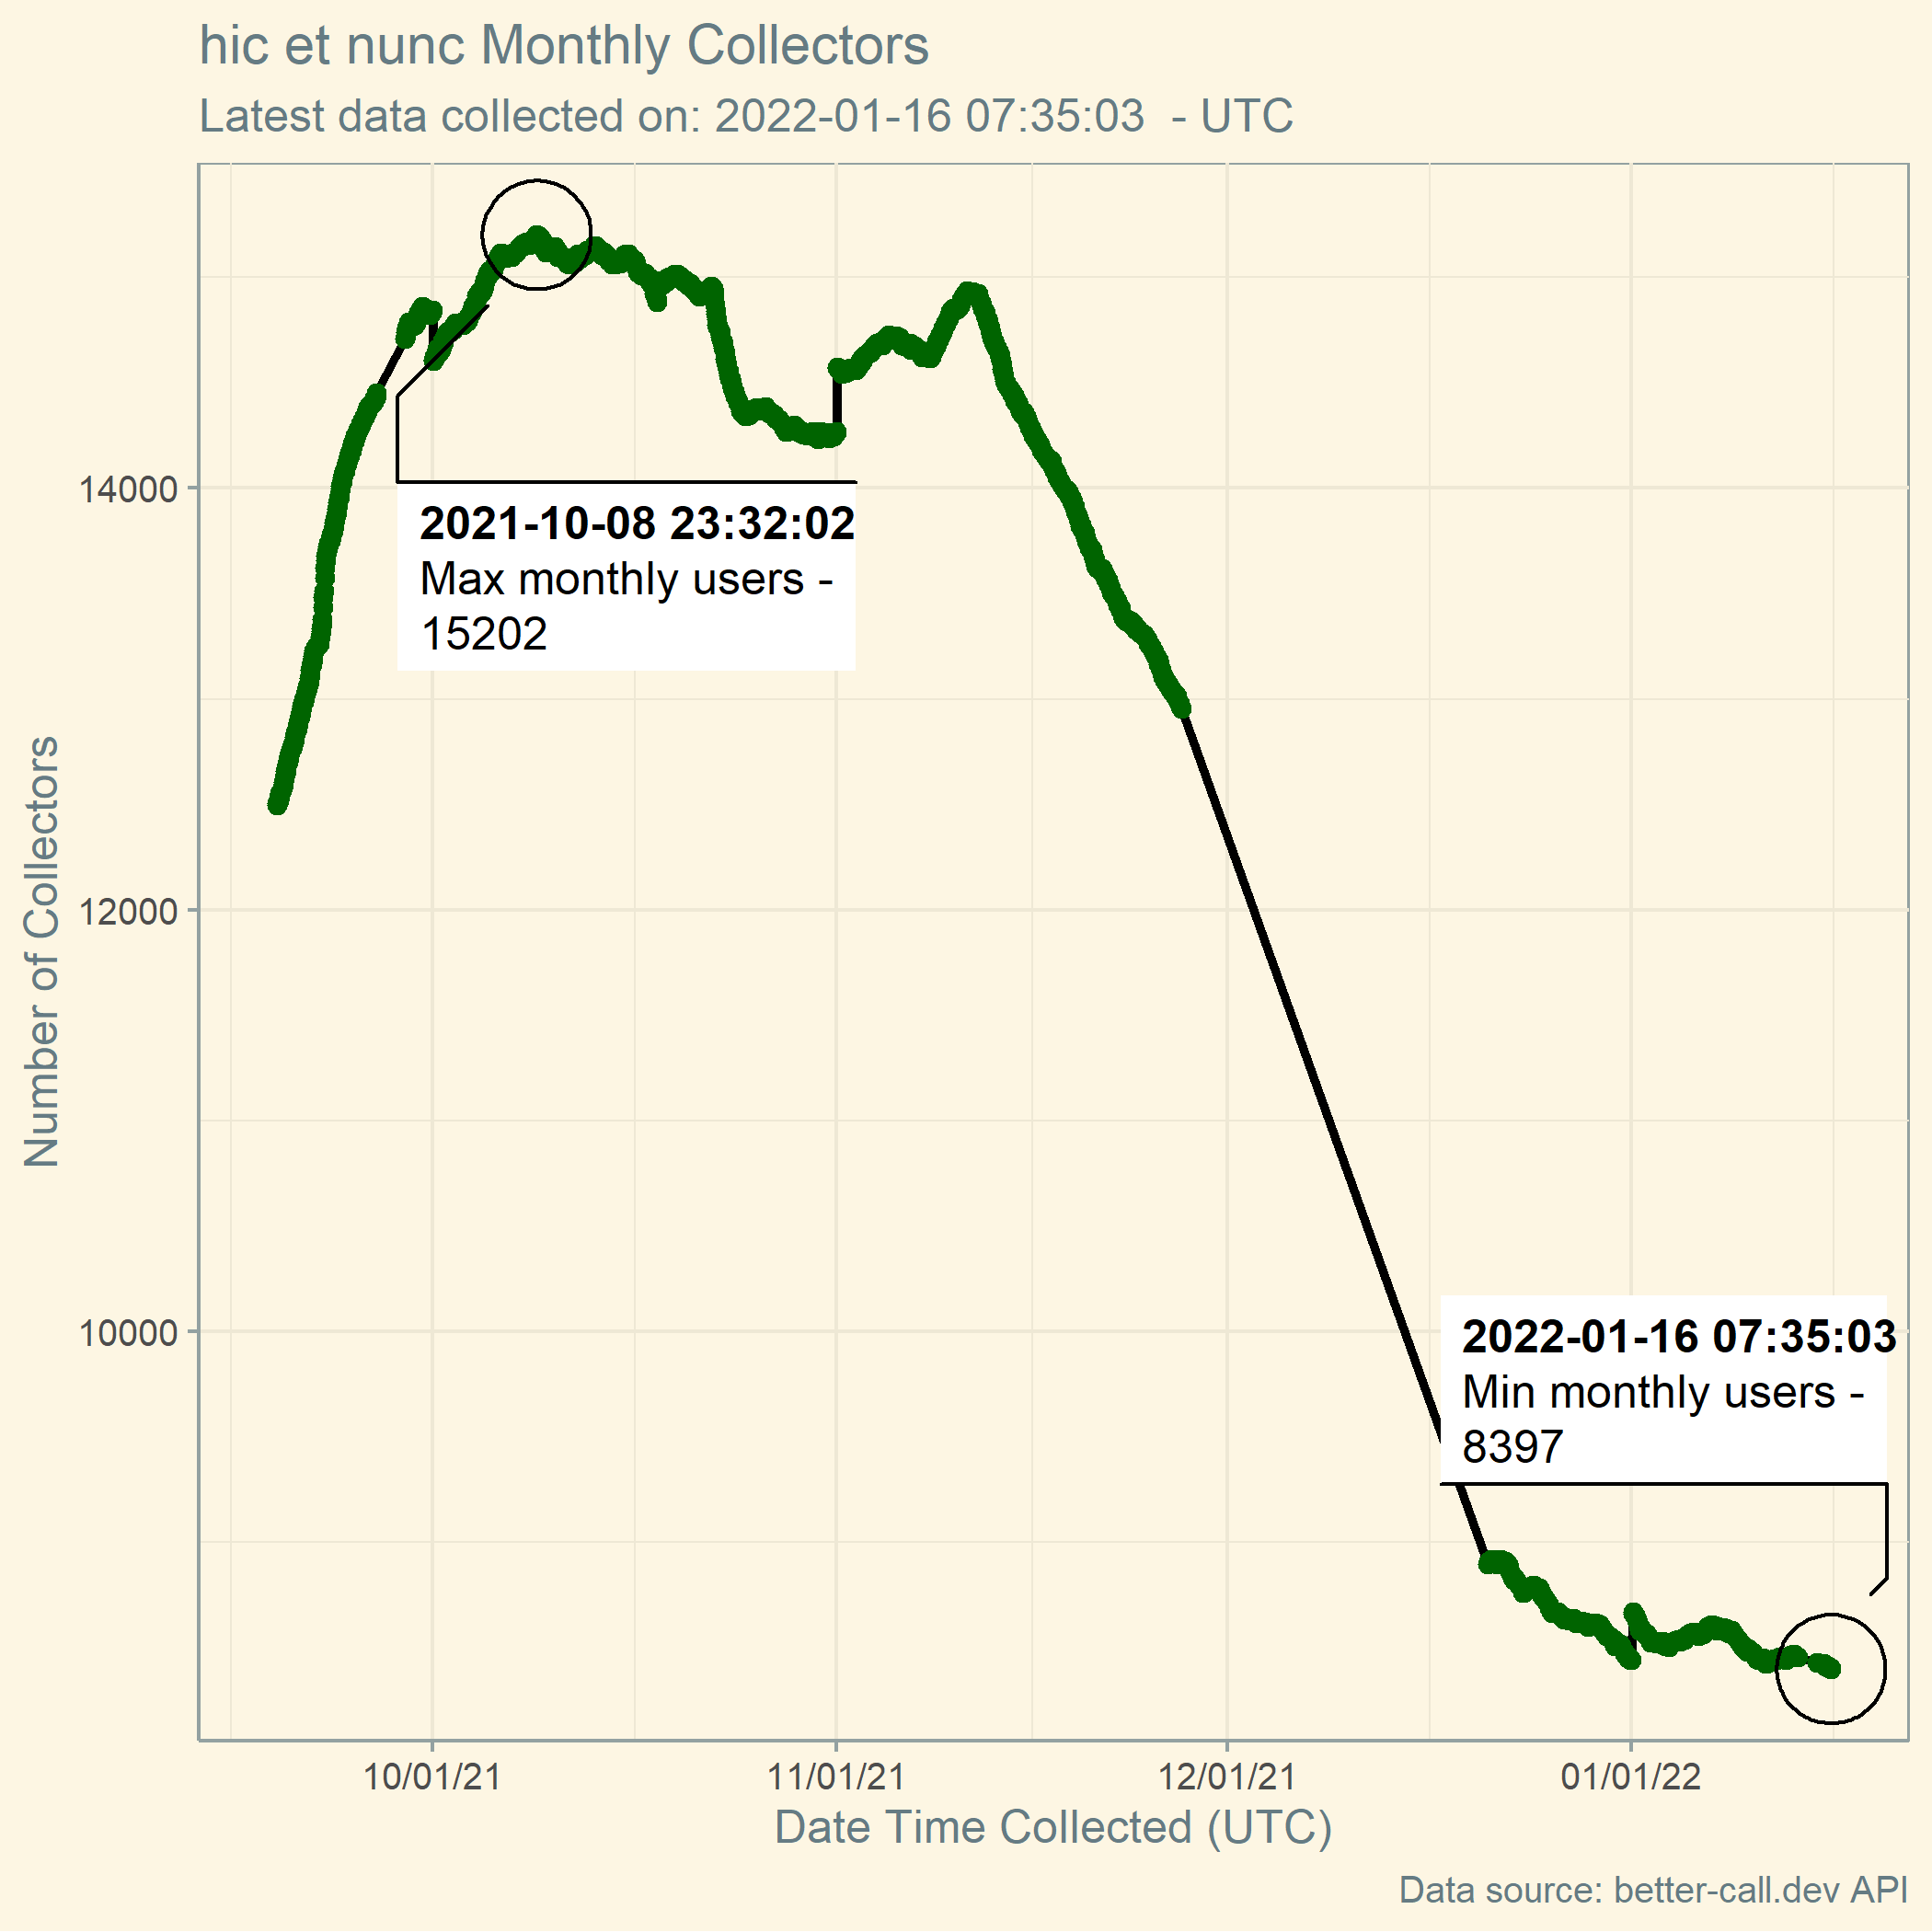 hic et nunc Monthly Collectors
Latest data collected on: 2022-01-16 07:35:03  - UTC
Number of Collectors
14000
12000
10000
2021-10-08 23:32:02
Max monthly users -
15202
2022-01-16 07:35:03
Min monthly users -
8397
10/01/21
11/01/21
12/01/21
01/01/22
Date Time Collected (UTC)
Data source: better-call.dev API